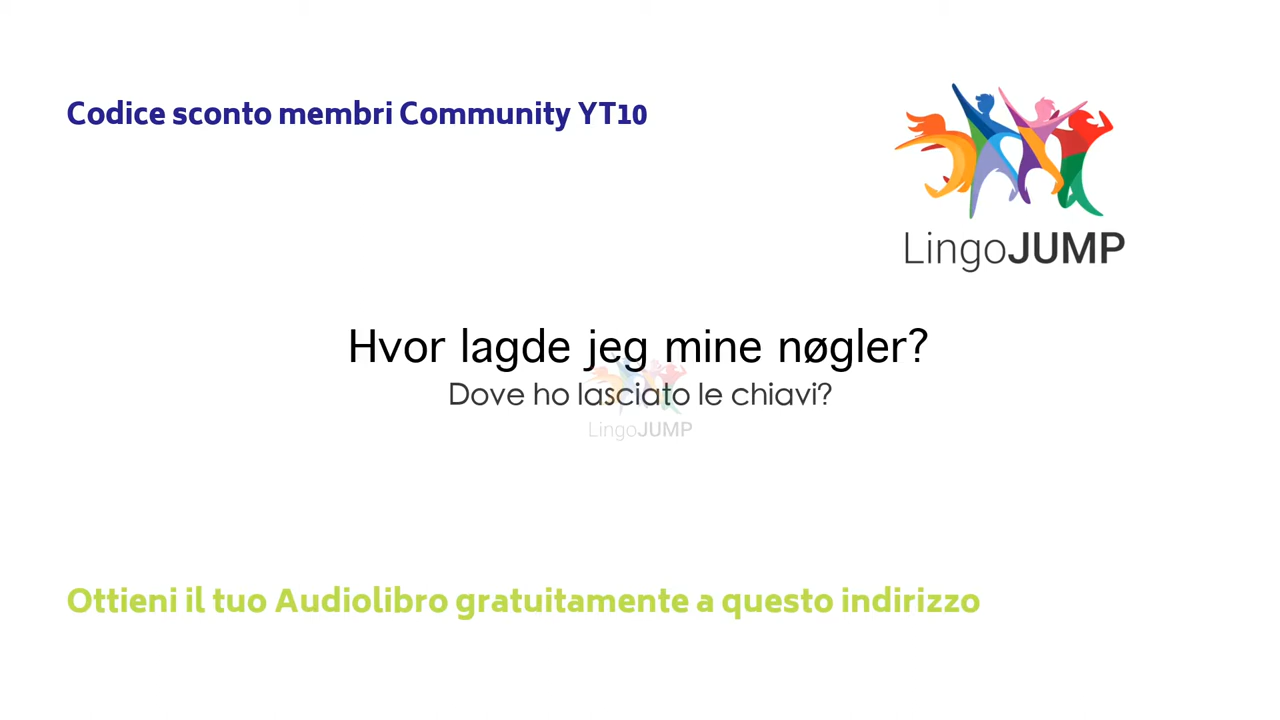 Codice sconto membri Community YT10
LingoJUMP
Hvor lagde jeg mine nøgler?
Dove ho lasciato le chiavi?
LingoJUMP
Ottieni il tuo Audiolibro gratuitamente a questo indirizzo